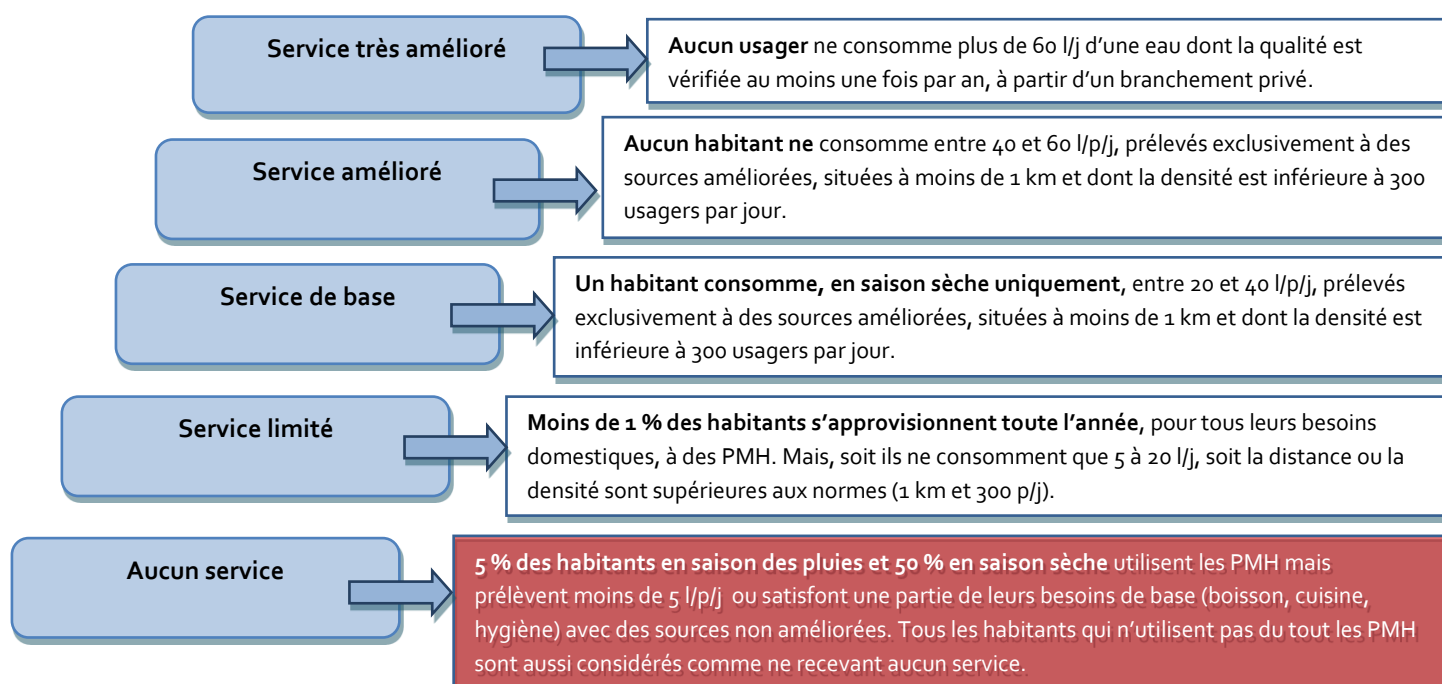 Service très amélioré
Aucun usager ne consomme plus de 60 l/j d’une eau dont la qualité est
vérifiée au moins une fois par an, à partir d’un branchement privé.
Service amélioré
Aucun habitant ne consomme entre 40 et 60 l/p/j, prélevés exclusivement à des
sources améliorées, situées à moins de 1 km et dont la densité est inférieure à 300
usagers par jour.
Service de base
Un habitant consomme, en saison sèche uniquement, entre 20 et 40 l/p/j, prélevés
exclusivement à des sources améliorées, situées à moins de 1 km et dont la densité est
inférieure à 300 usagers par jour.
Service limité
Moins de 1 % des habitants s’approvisionnent toute l’année, pour tous leurs besoins
domestiques, à des PMH. Mais, soit ils ne consomment que 5 à 20 l/j, soit la distance ou la
densité sont supérieures aux normes (1 km et 300 p/j).
Aucun service
5 % des habitants en saison des pluies et 50 % en saison sèche utilisent les PMH mais
prélèvent moins de 5 l/p/j ou satisfont une partie de leurs besoins de base (boisson, cuisine,
hygiène) avec des sources non améliorées. Tous les habitants qui n’utilisent pas du tout les PMH
sont aussi considérés comme ne recevant aucun service.